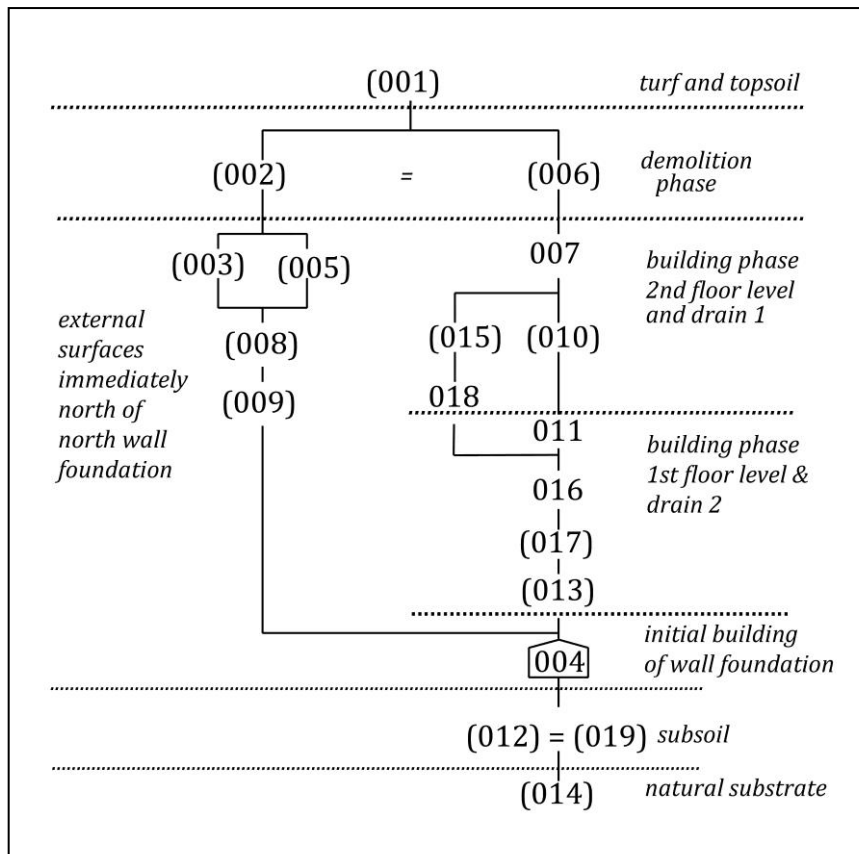 (001)
turf and topsoil
(002)
=
(006)
demolition
phase
(003)
(005)
007
building phase
2nd floor level
and drain 1
external
surfaces
immediately
north of
north wall
foundation
(008)
(009)
(015)
(010)
018
011
building phase
1st floor level &
drain 2
016
(017)
(013)
initial building
of wall foundation
004
(012) = (019)
subsoil
(014)
natural substrate